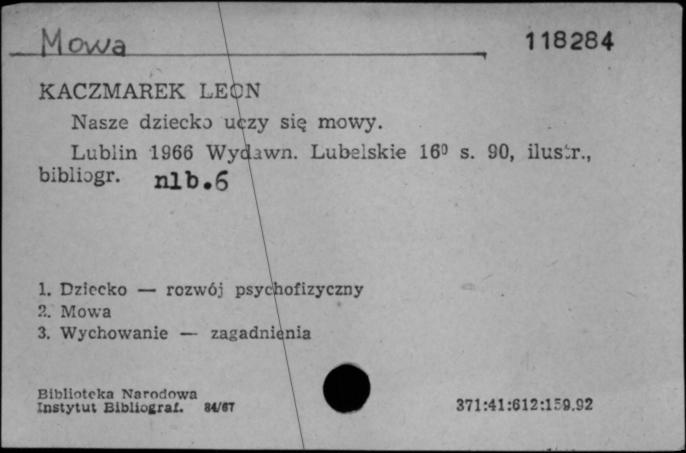 Mowa 118284
KACZMAREK LEON
Nasze dziecko uczy się mowy.
Lublin 1966 Wydawn. Lubelskie 16⁰ s. 90, ilustr.,
bibliogr. nlb.6
1. Dziecko — rozwój psychofizyczny
2. Mowa
3. Wychowanie — zagadnienia
Biblioteka Narodowa
Instytut Bibliograf. 84/67 371:41:612:159.92